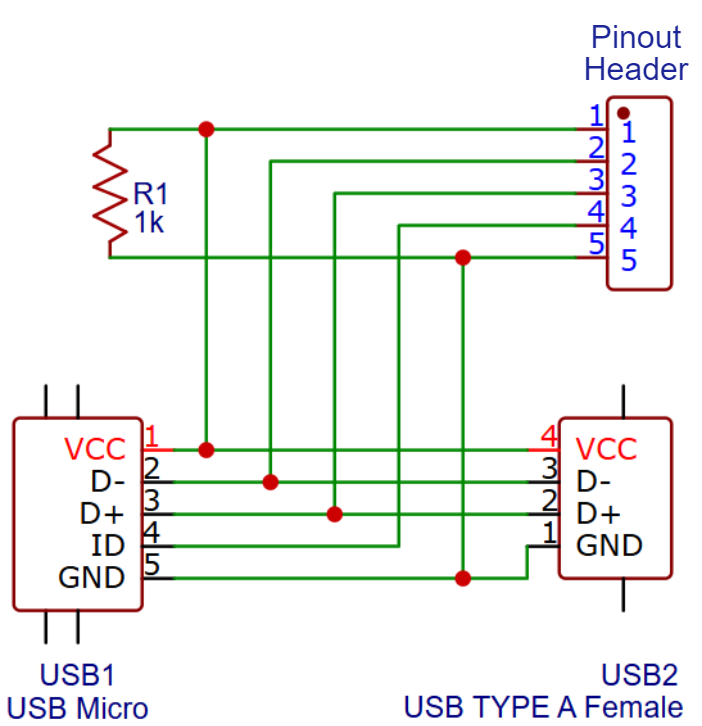 Pinout
Header
1
1
2
2
3
3
4
4
5
5
R1
1k
VCC 1
D- 2
D+ 3
ID 4
GND 5
4 VCC
3 D-
2 D+
1 GND
USB1
USB Micro
USB2
USB TYPE A Female